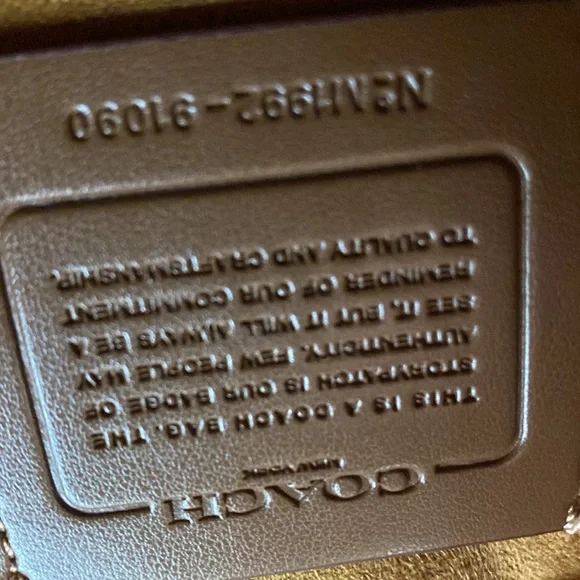 COACH
NEW YORK
THIS IS A COACH BAG. THE
STORYPATCH IS OUR BADGE OF
AUTHENTICITY. FEW PEOPLE MAY
SEE IT, BUT IT WILL ALWAYS BE A
REMINDER OF OUR COMMITMENT
TO QUALITY AND CRAFTSMANSHIP.